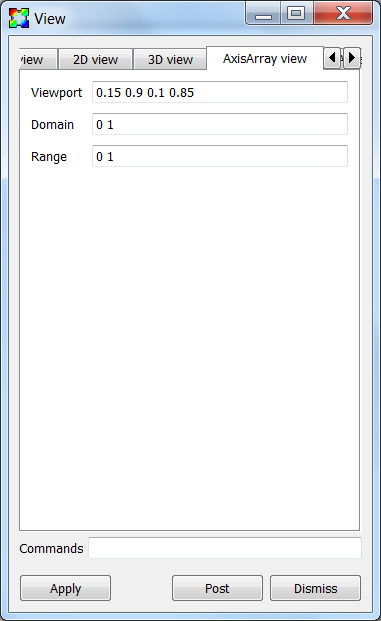 View
view 2D view 3D view AxisArray view
Viewport 0.15 0.9 0.1 0.85
Domain 0 1
Range 0 1
Commands
Apply Post Dismiss